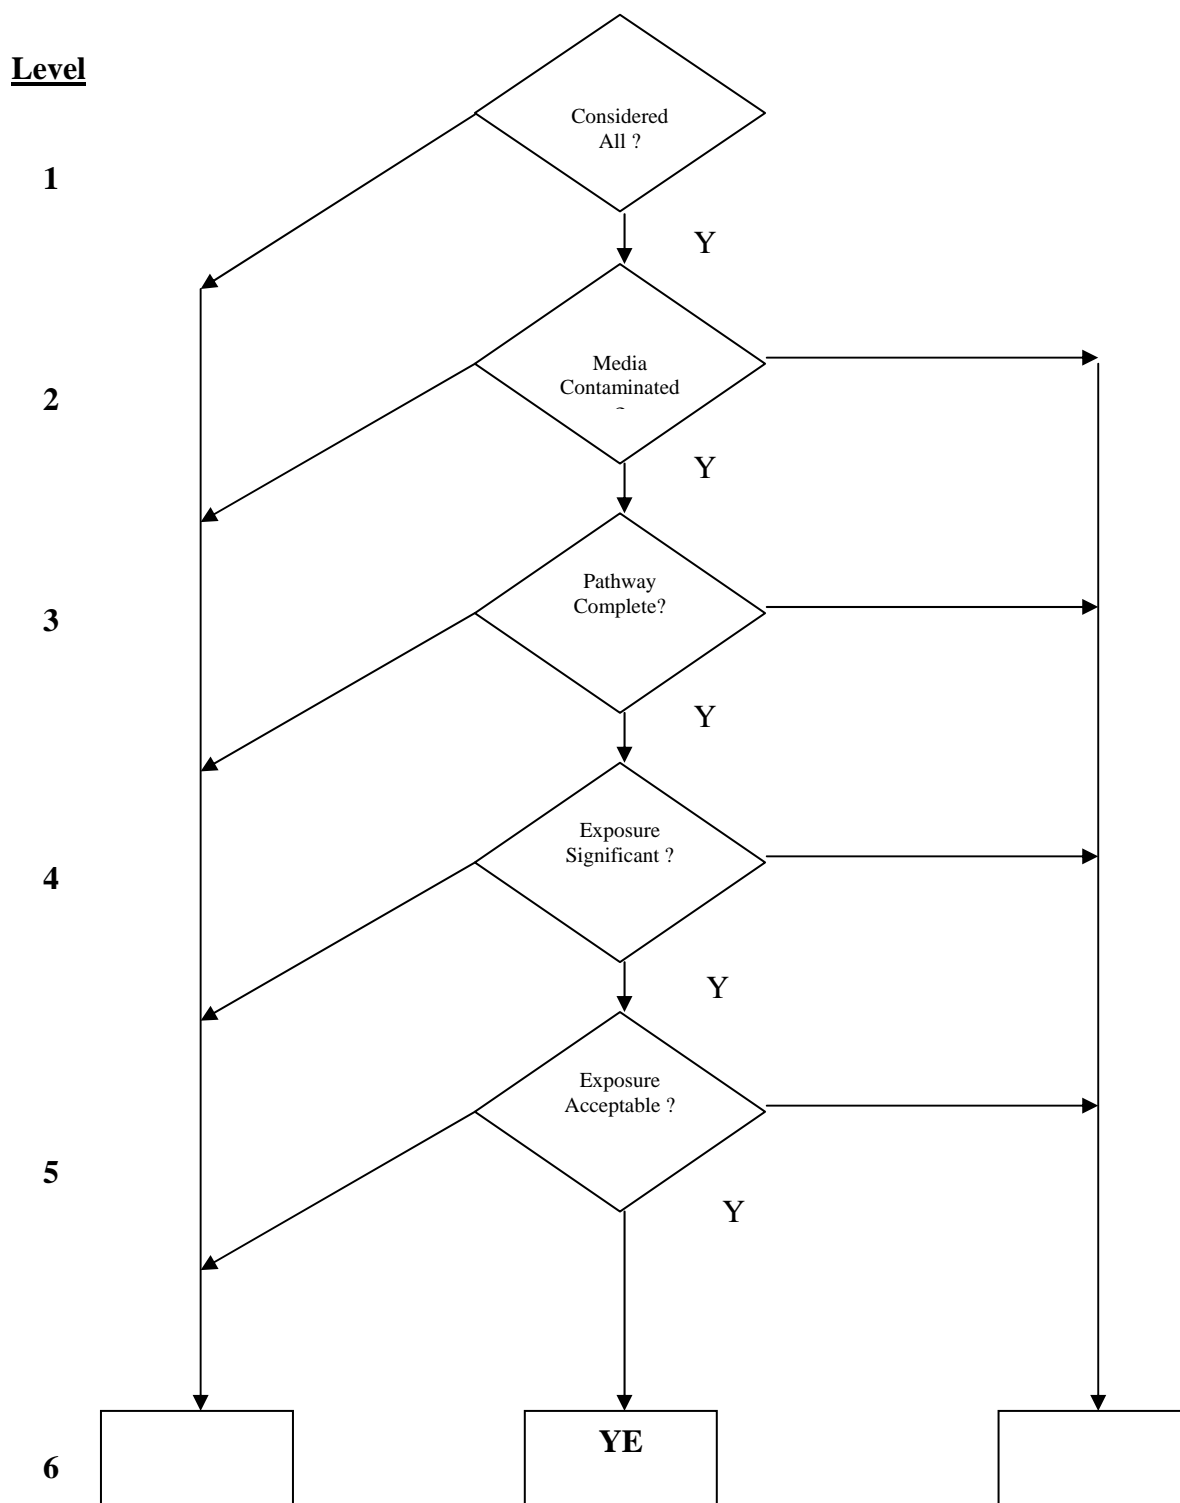 Level
Considered
All ?
1
Y
Media
Contaminated
2
Y
Pathway
Complete?
3
Y
Exposure
Significant ?
4
Y
Exposure
Acceptable ?
5
Y
YE
6